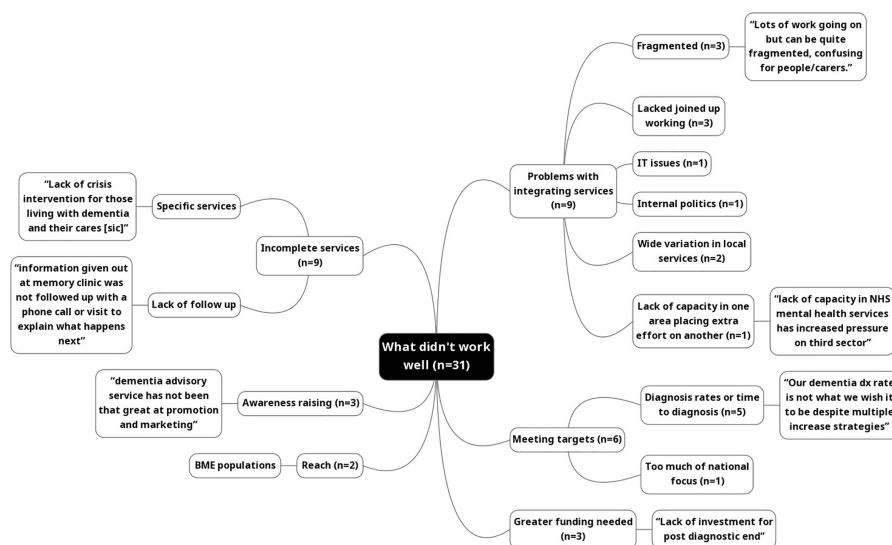 What didn't work
well (n=31)
Problems with
integrating services
(n=9)
Fragmented (n=3)
“Lots of work going on
but can be quite
fragmented, confusing
for people/carers.”
Lacked joined up
working (n=3)
IT issues (n=1)
Internal politics (n=1)
Wide variation in local
services (n=2)
Lack of capacity in one
area placing extra
effort on another (n=1)
“lack of capacity in NHS
mental health services
has increased pressure
on third sector”
Meeting targets (n=6)
Diagnosis rates or time
to diagnosis (n=5)
“Our dementia dx rate
is not what we wish it
to be despite multiple
increase strategies”
Too much of national
focus (n=1)
Greater funding needed
(n=3)
“Lack of investment for
post diagnostic end”
Incomplete services
(n=9)
Specific services
“Lack of crisis
intervention for those
living with dementia
and their cares [sic]”
Lack of follow up
“information given out
at memory clinic was
not followed up with a
phone call or visit to
explain what happens
next”
Awareness raising (n=3)
“dementia advisory
service has not been
that great at promotion
and marketing”
Reach (n=2)
BME populations